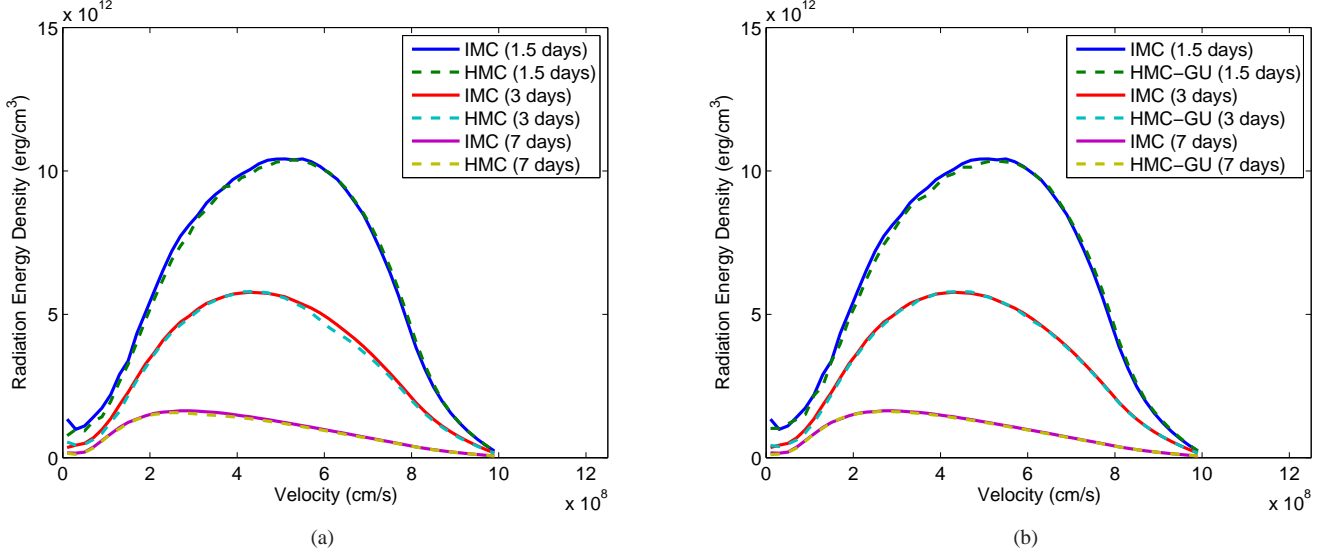 x 10^12
15
10
5
0
Radiation Energy Density (erg/cm^3)
IMC (1.5 days)
HMC (1.5 days)
IMC (3 days)
HMC (3 days)
IMC (7 days)
HMC (7 days)
0 2 4 6 8 10 12
Velocity (cm/s)
x 10^8
(a)
x 10^12
15
10
5
0
Radiation Energy Density (erg/cm^3)
IMC (1.5 days)
HMC−GU (1.5 days)
IMC (3 days)
HMC−GU (3 days)
IMC (7 days)
HMC−GU (7 days)
0 2 4 6 8 10 12
Velocity (cm/s)
x 10^8
(b)